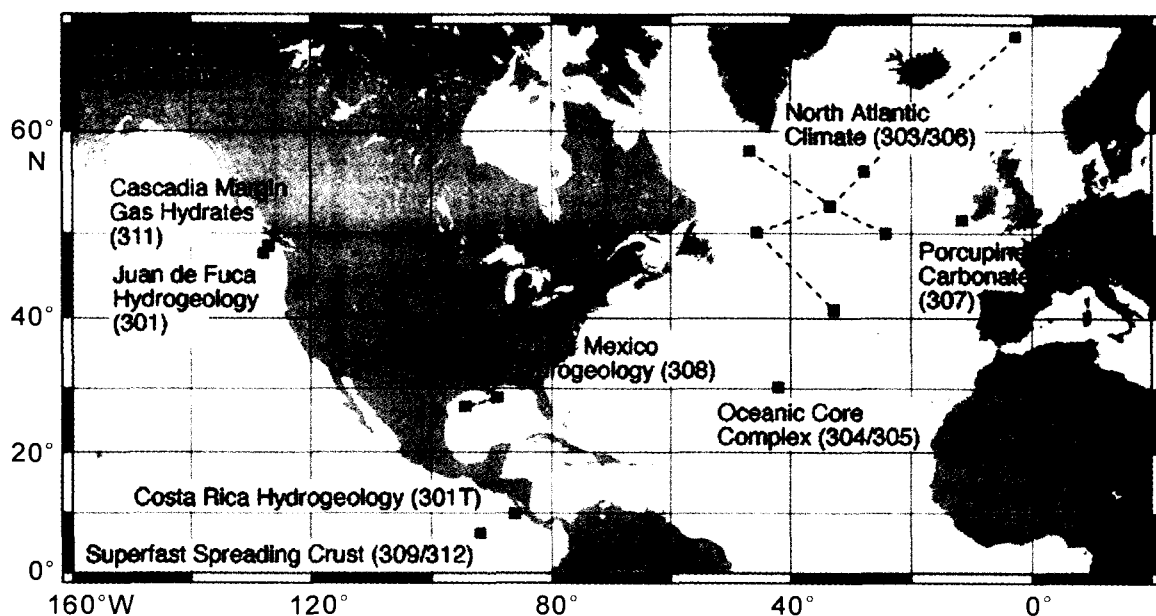 60°
N
40°
20°
0°
160°W
120°
80°
40°
0°
North Atlantic
Climate (303/306)
Cascadia Margin
Gas Hydrates
(311)
Juan de Fuca
Hydrogeology
(301)
Porcupine
Carbonate
(307)
Mexico
rogeology (308)
Oceanic Core
Complex (304/305)
Costa Rica Hydrogeology (301T)
Superfast Spreading Crust (309/312)